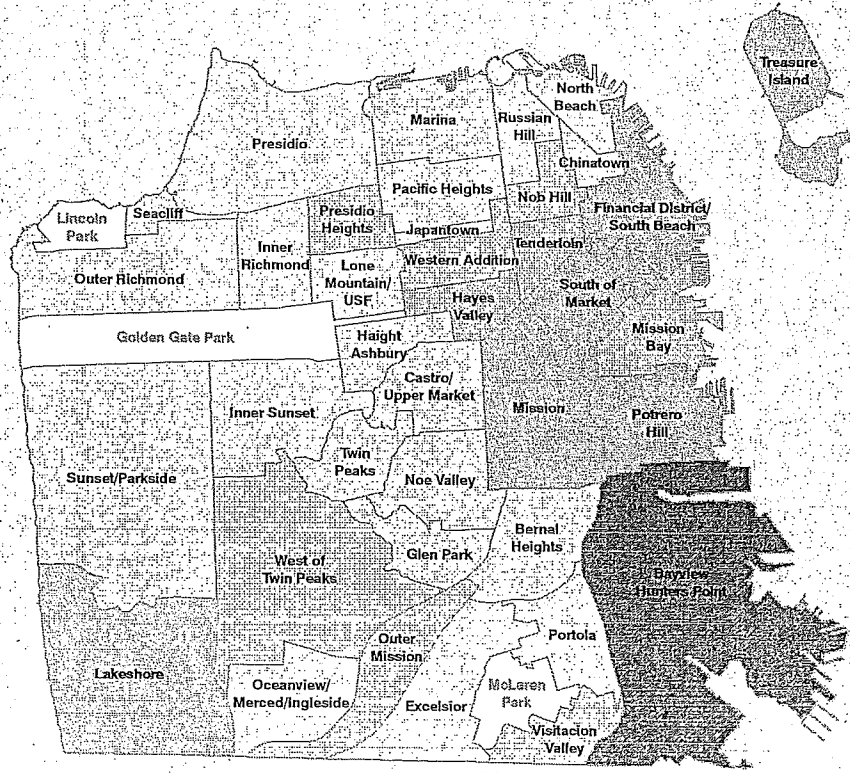 Treasure
Island
North
Beach
Marina
Russian
Hill
Presidio
Chinatown
Pacific Heights
Nob Hill
Seacliff
Presidio
Heights
Financial District/
South Beach
Lincoln
Park
Japantown
Tenderloin
Inner
Richmond
Western Addition
Lone
Mountain/
USF
Outer Richmond
South of
Market
Hayes
Valley
Golden Gate Park
Haight
Ashbury
Mission
Bay
Castro/
Upper Market
Inner Sunset
Mission
Potrero
Hill
Twin
Peaks
Sunset/Parkside
Noe Valley
Bernal
Heights
Glen Park
West of
Twin Peaks
Bayview
Hunters Point
Portola
Outer
Mission
Lakeshore
Oceanview/
Merced/Ingleside
McLaren
Park
Excelsior
Visitacion
Valley